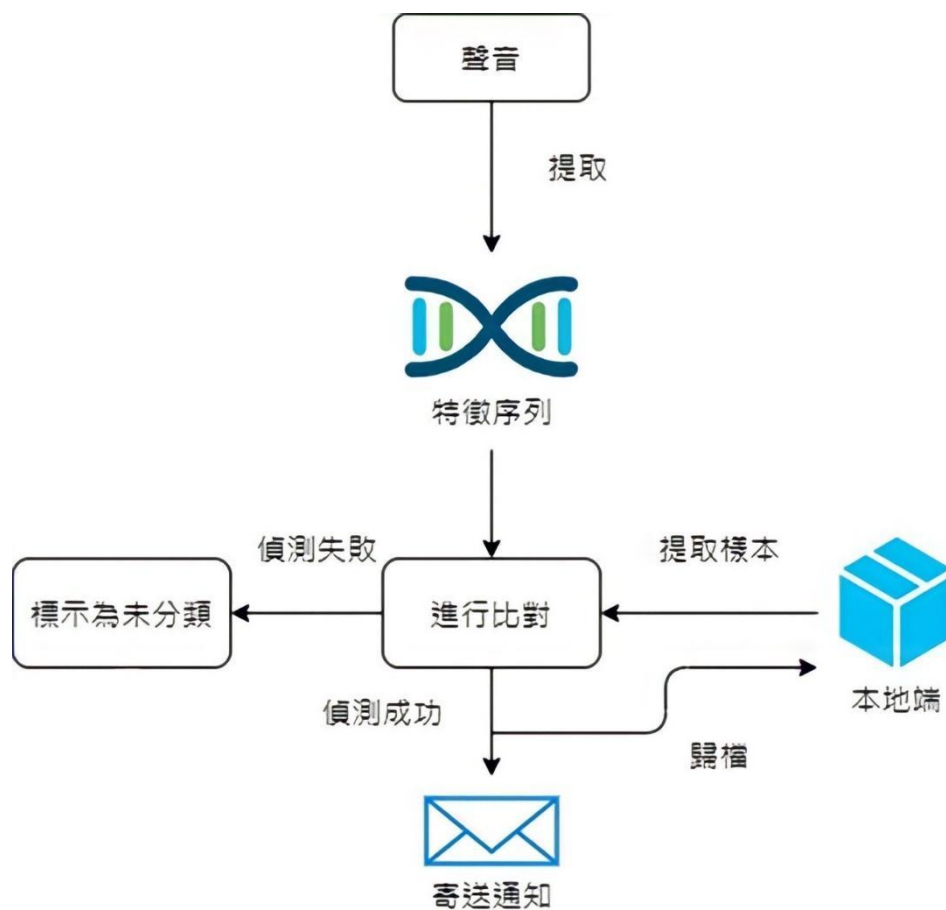 聲音
提取
特徵序列
偵測失敗
提取樣本
標示為未分類
進行比對
本地端
偵測成功
歸檔
寄送通知